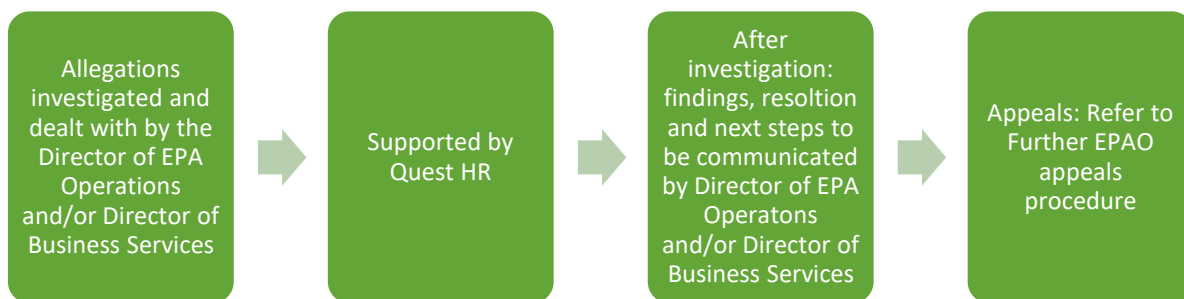 Allegations
investigated and
dealt with by the
Director of EPA
Operations
and/or Director of
Business Services
Supported by
Quest HR
After
investigation:
findings, resoltion
and next steps to
be communicated
by Director of EPA
Operatons
and/or Director of
Business Services
Appeals: Refer to
Further EPAO
appeals
procedure